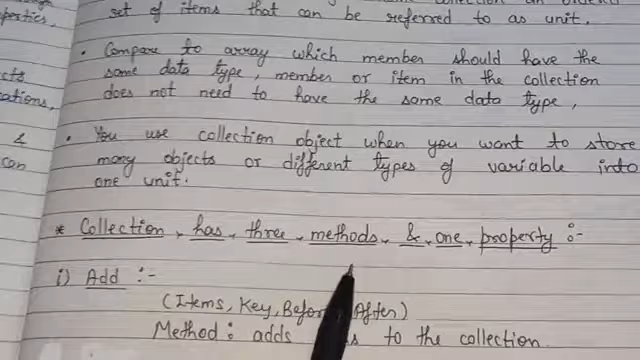 set of items that can be referred to as unit.
• Compare to array which member should have the
same data type, member or item in the collection
does not need to have the same data type,
• You use collection object when you want to store
many objects or different types of variable into
one unit.
* Collection, has, three, methods, & one, property :-
i) Add :-
(Items, Key, Before, After)
Method: adds to the collection